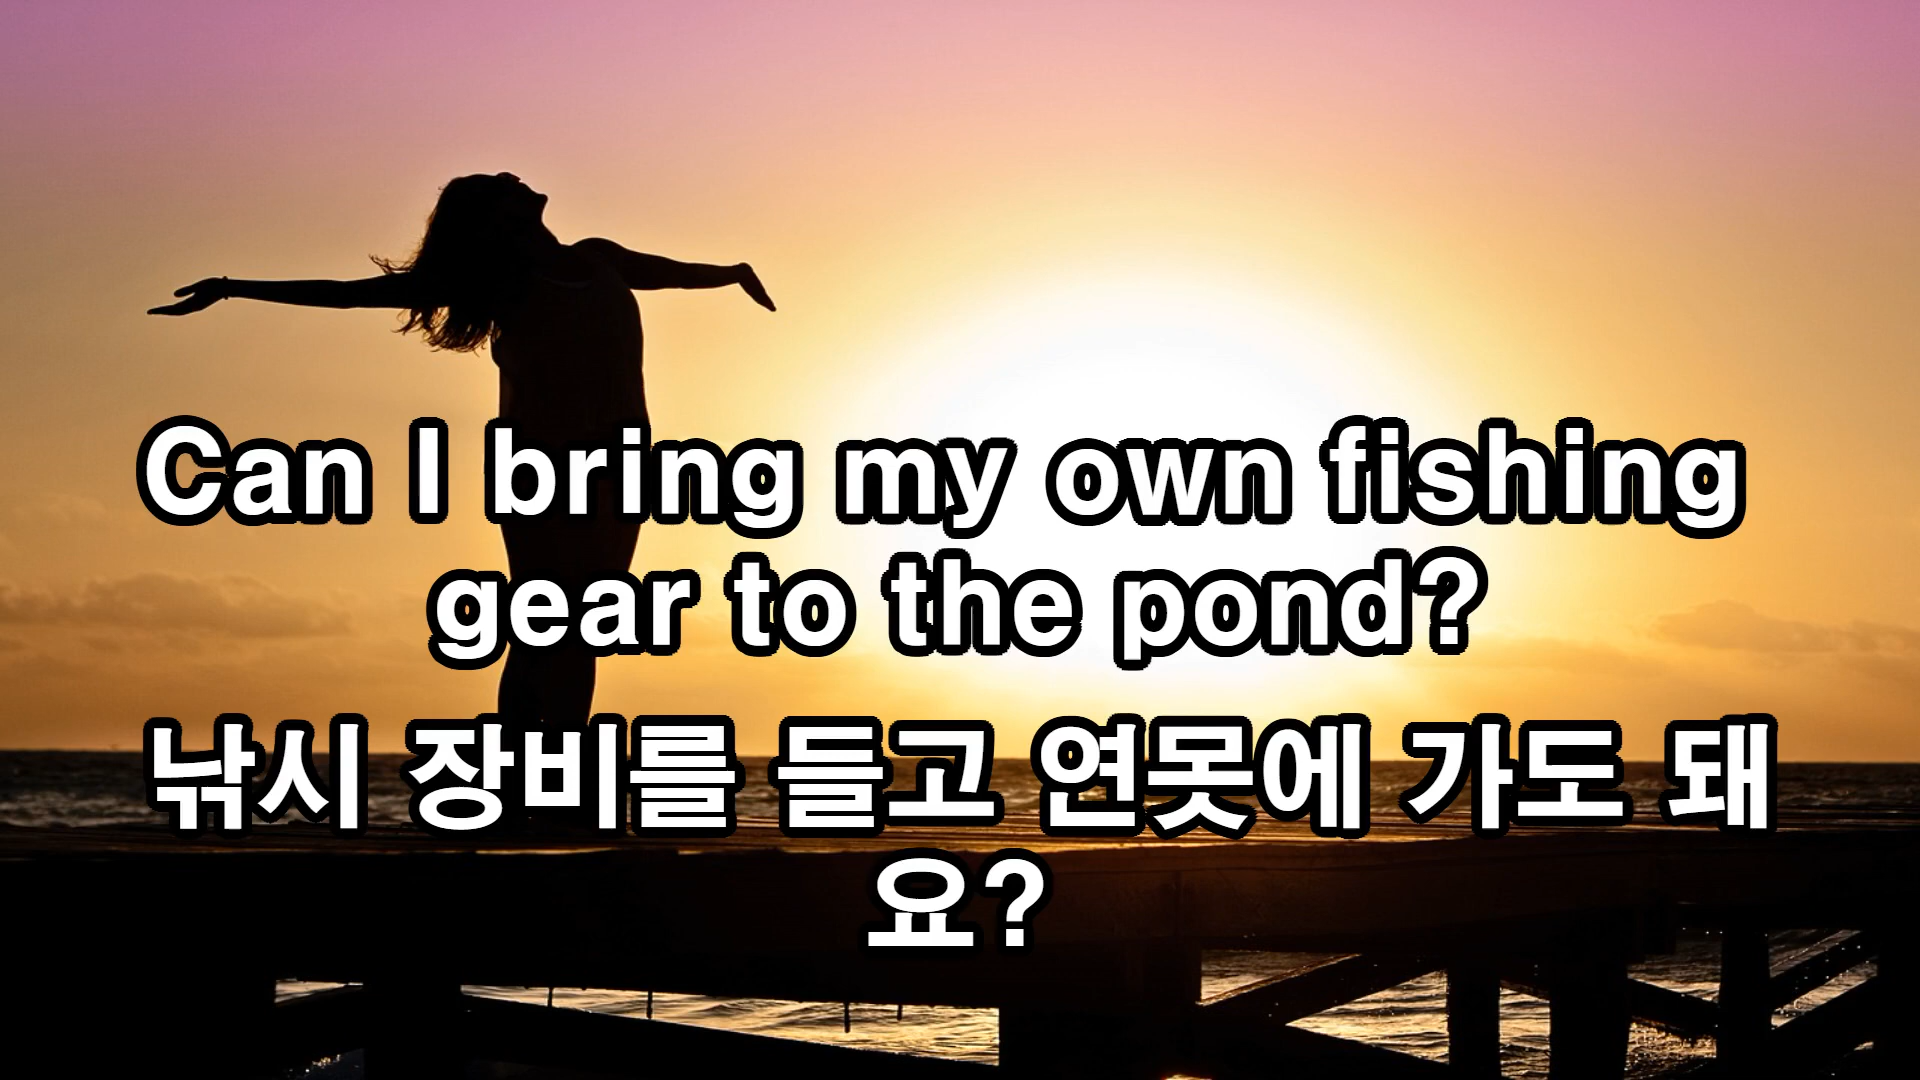 Can I bring my own fishing
gear to the pond?
낚시 장비를 들고 연못에 가도 돼
요?